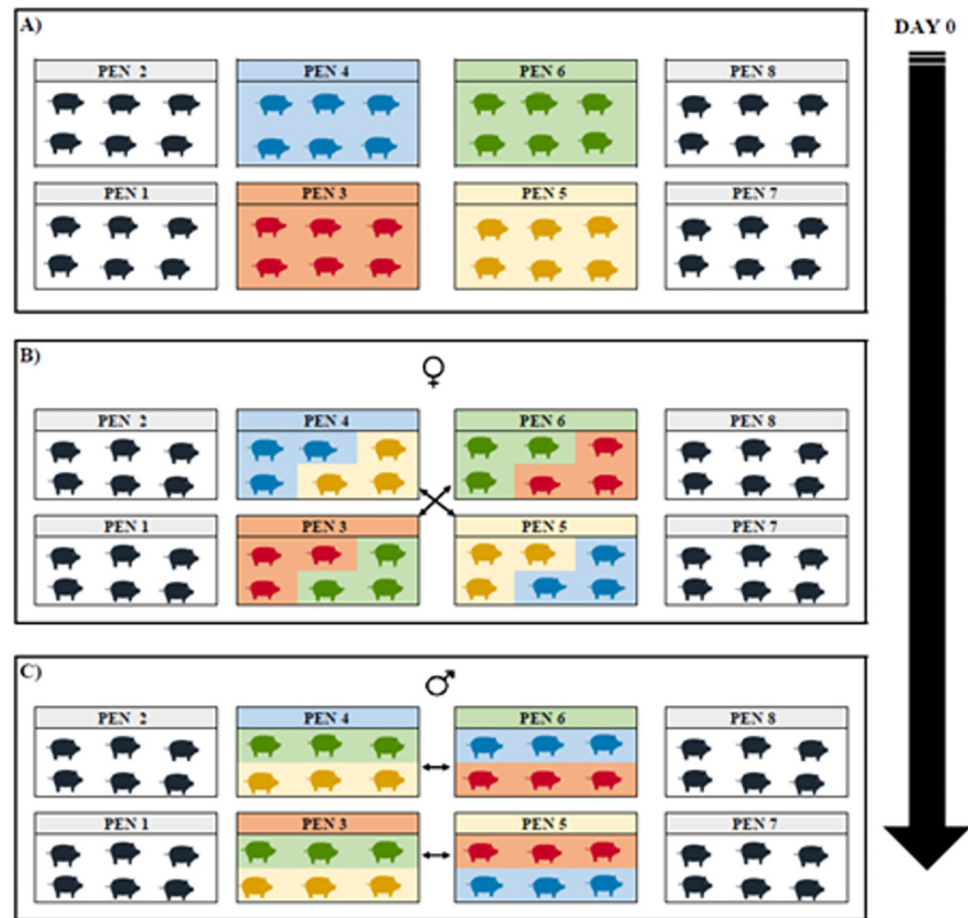 A)
DAY 0
PEN 2 PEN 4 PEN 6 PEN 8
PEN 1 PEN 3 PEN 5 PEN 7
B)
♀
PEN 2 PEN 4 PEN 6 PEN 8
PEN 1 PEN 3 PEN 5 PEN 7
C)
♂
PEN 2 PEN 4 PEN 6 PEN 8
PEN 1 PEN 3 PEN 5 PEN 7